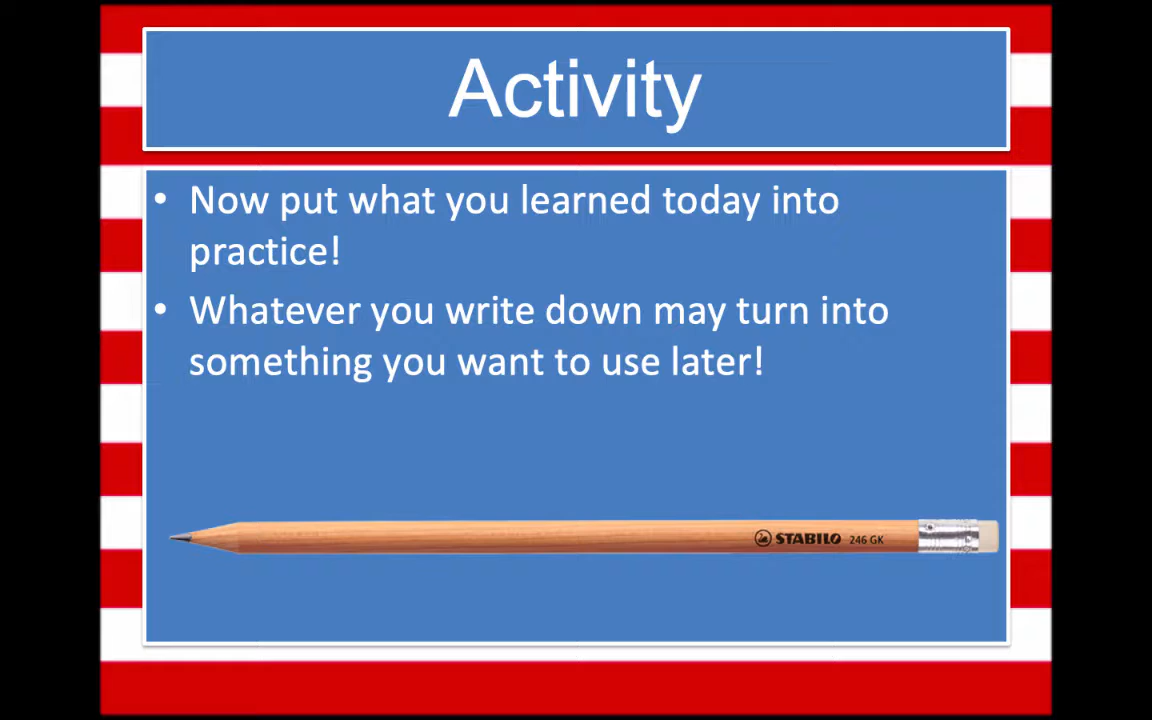 Activity
• Now put what you learned today into
practice!
• Whatever you write down may turn into
something you want to use later!
STABILO 246 GK